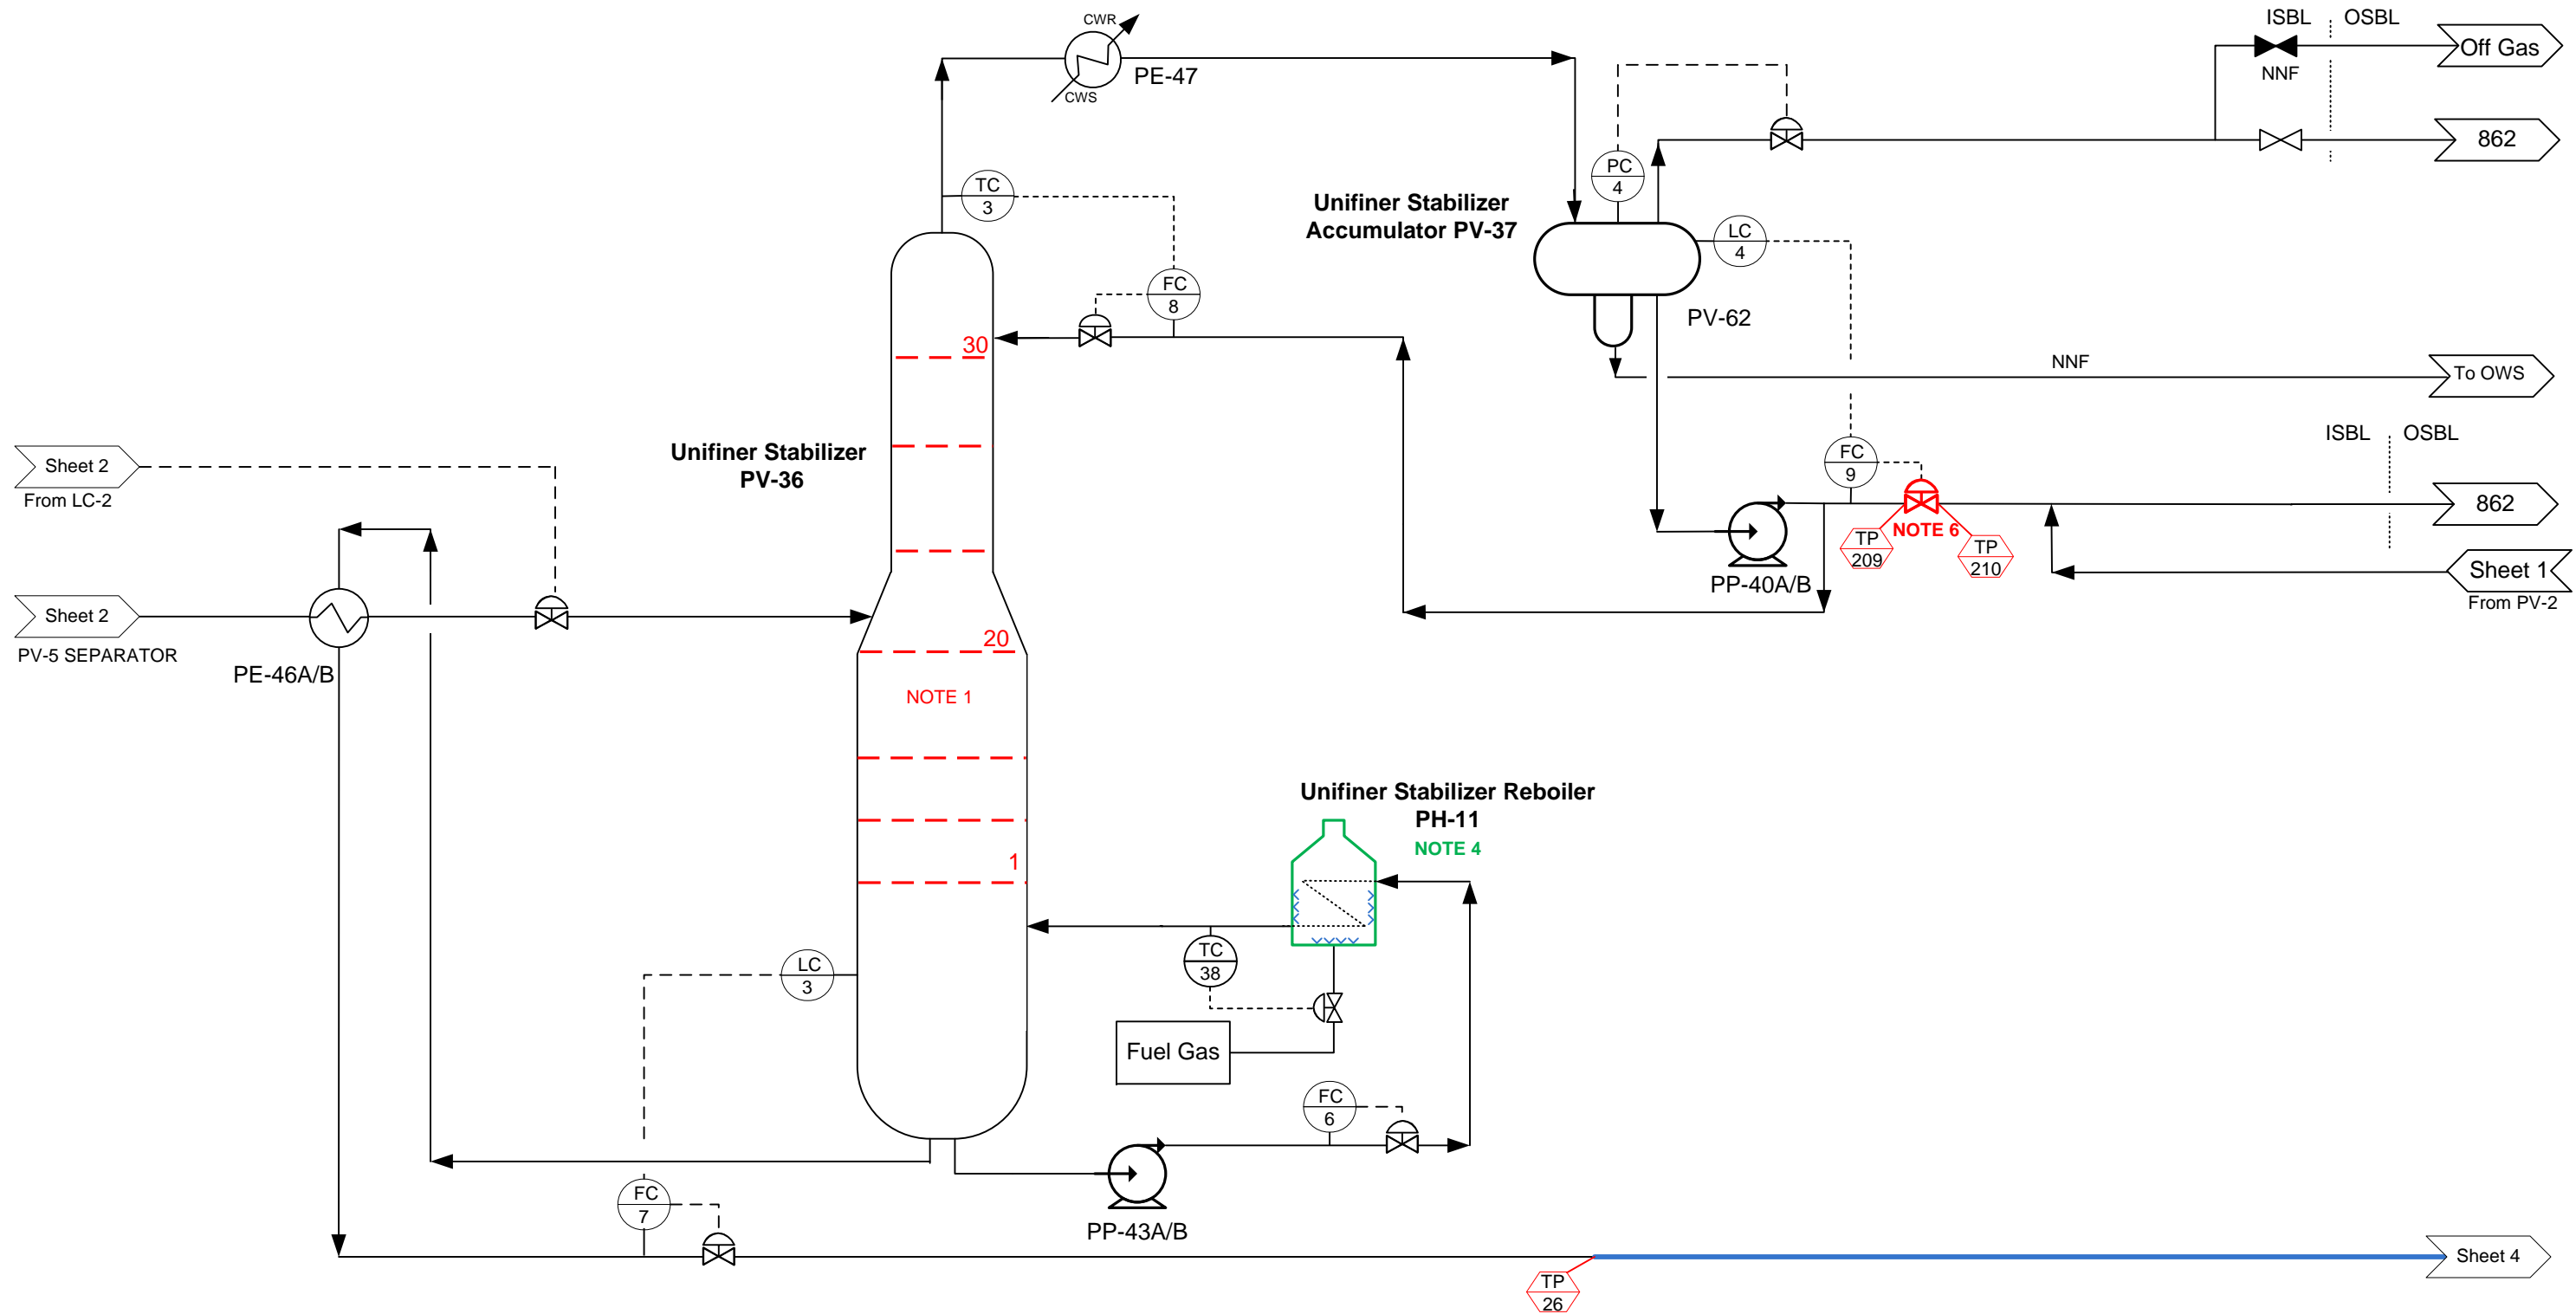 CWR
PE-47
CWS
ISBL
OSBL
Off Gas
NNF
862
TC
3
PC
4
Unifiner Stabilizer
Accumulator PV-37
LC
4
FC
8
PV-62
30
NNF
To OWS
Unifiner Stabilizer
PV-36
Sheet 2
From LC-2
FC
9
ISBL
OSBL
862
NOTE 6
TP
209
TP
210
PP-40A/B
Sheet 1
From PV-2
Sheet 2
PV-5 SEPARATOR
PE-46A/B
20
NOTE 1
Unifiner Stabilizer Reboiler
PH-11
NOTE 4
1
LC
3
TC
38
Fuel Gas
FC
6
FC
7
PP-43A/B
TP
26
Sheet 4